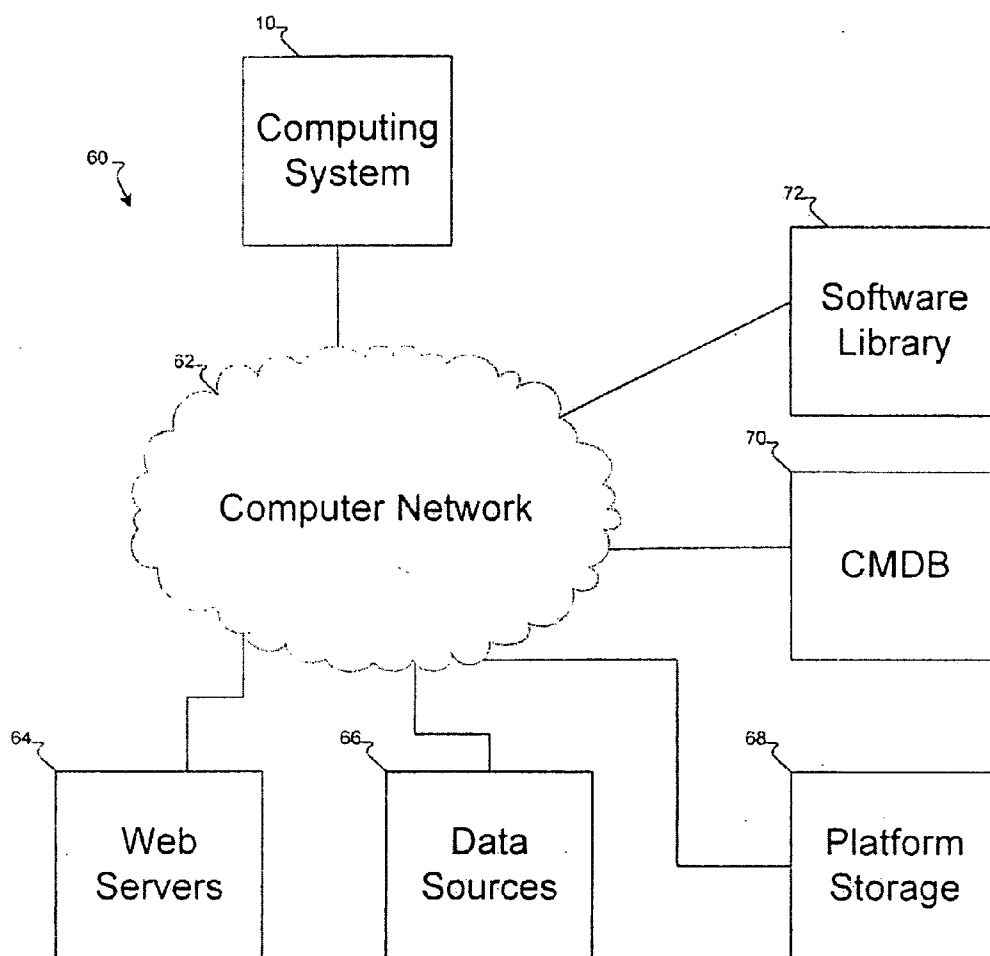 10
Computing
System
60
72
Software
Library
62
Computer Network
70
CMDB
64
Web
Servers
66
Data
Sources
68
Platform
Storage